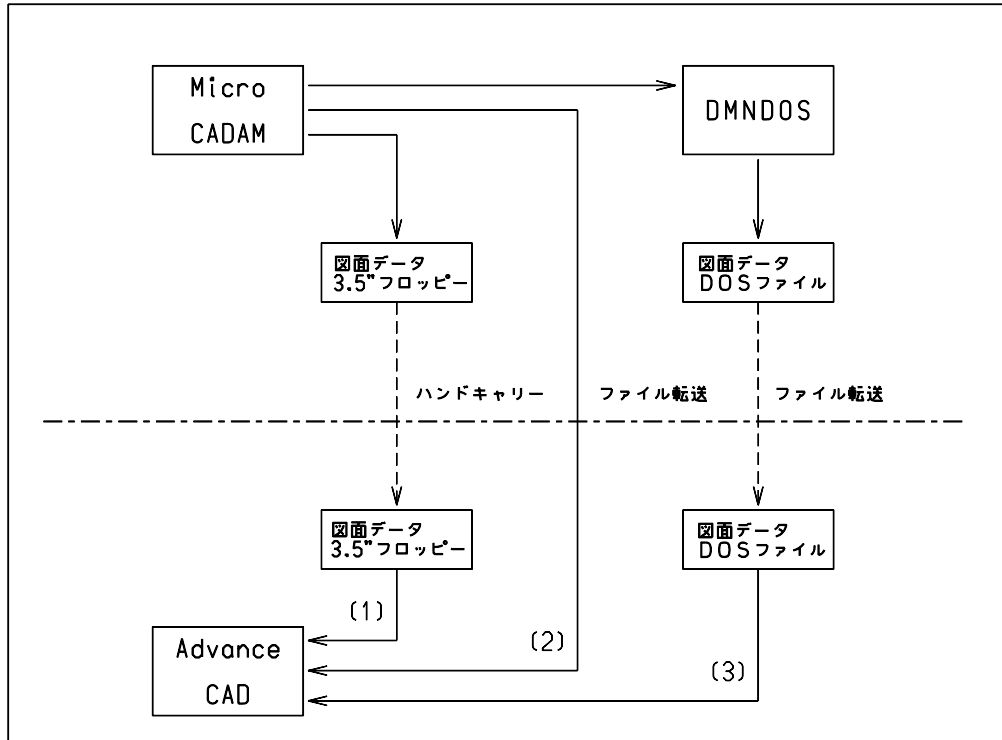 Micro
CADAM
DMNDOS
図面データ
3.5”フロッピー
図面データ
DOSファイル
ハンドキャリー
ファイル転送
ファイル転送
図面データ
3.5”フロッピー
図面データ
DOSファイル
(1)
(2)
(3)
Advance
CAD